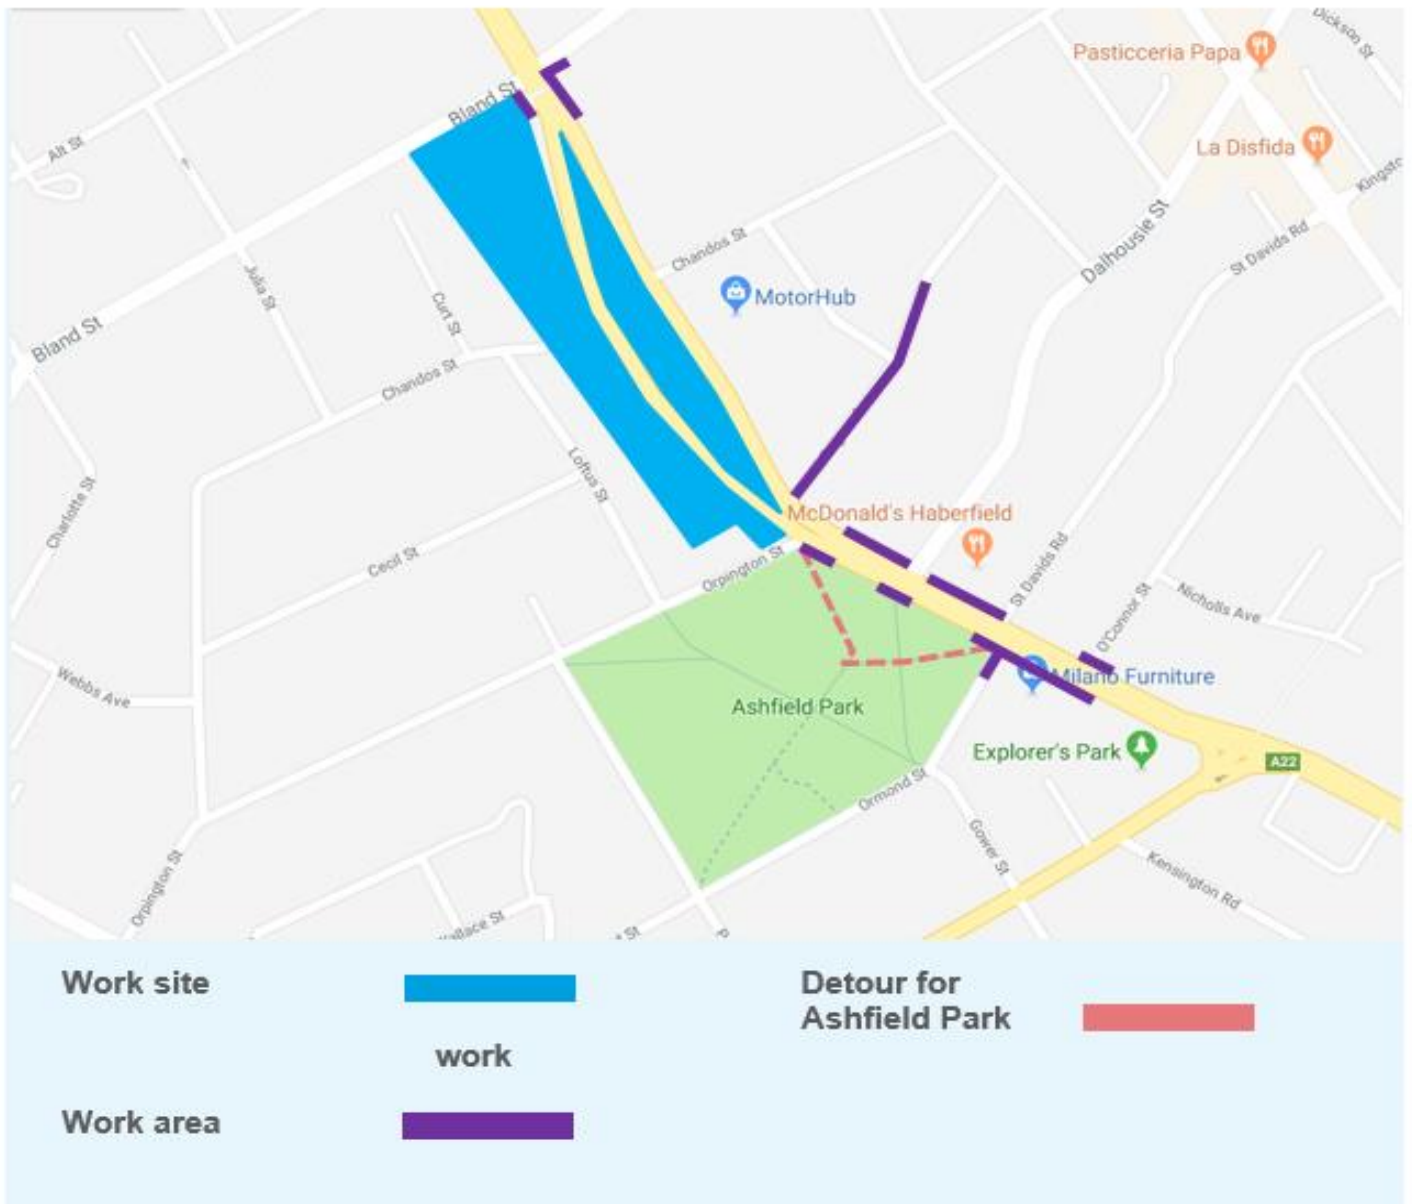 Dickson St
Pasticceria Papa
Bland St
Alt St
La Disfida
Kingsto
Dalhousie St
St Davids Rd
Chandos St
Julia St
MotorHub
Curt St
Bland St
Chandos St
Loftus St
Charlotte St
McDonald's Haberfield
Cecil St
Orpington St
St Davids Rd
O'Connor St
Nicholls Ave
Webbs Ave
Milano Furniture
Ashfield Park
Explorer's Park
A22
Ormond St
Gower St
Kensington Rd
Orpington St
St
Work site
Detour for
Ashfield Park
work
Work area